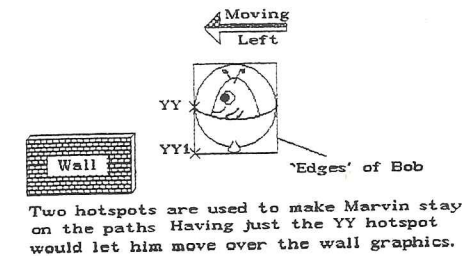 Moving
Left
YY
YY1
Wall
'Edges' of Bob
Two hotspots are used to make Marvin stay
on the paths Having just the YY hotspot
would let him move over the wall graphics.